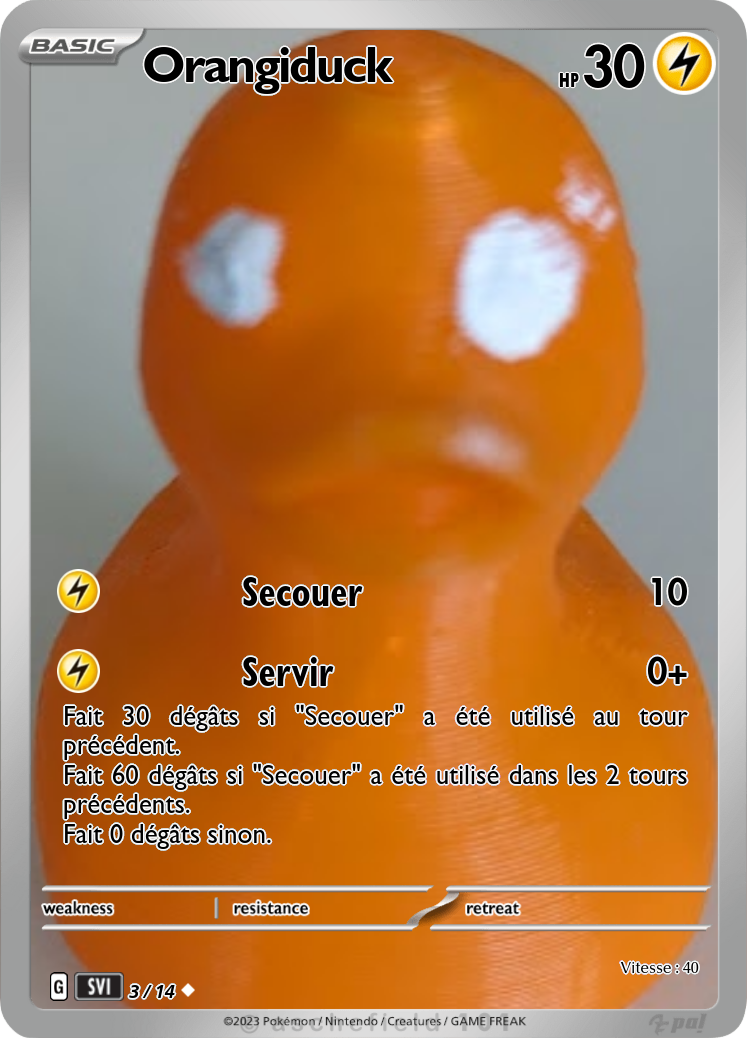 BASIC
Orangiduck
HP 30
Secouer 10
Servir 0+
Fait 30 dégâts si "Secouer" a été utilisé au tour
précédent.
Fait 60 dégâts si "Secouer" a été utilisé dans les 2 tours
précédents.
Fait 0 dégâts sinon.
weakness resistance retreat
Vitesse : 40
G SVI 3 / 14
©2023 Pokémon / Nintendo / Creatures / GAME FREAK